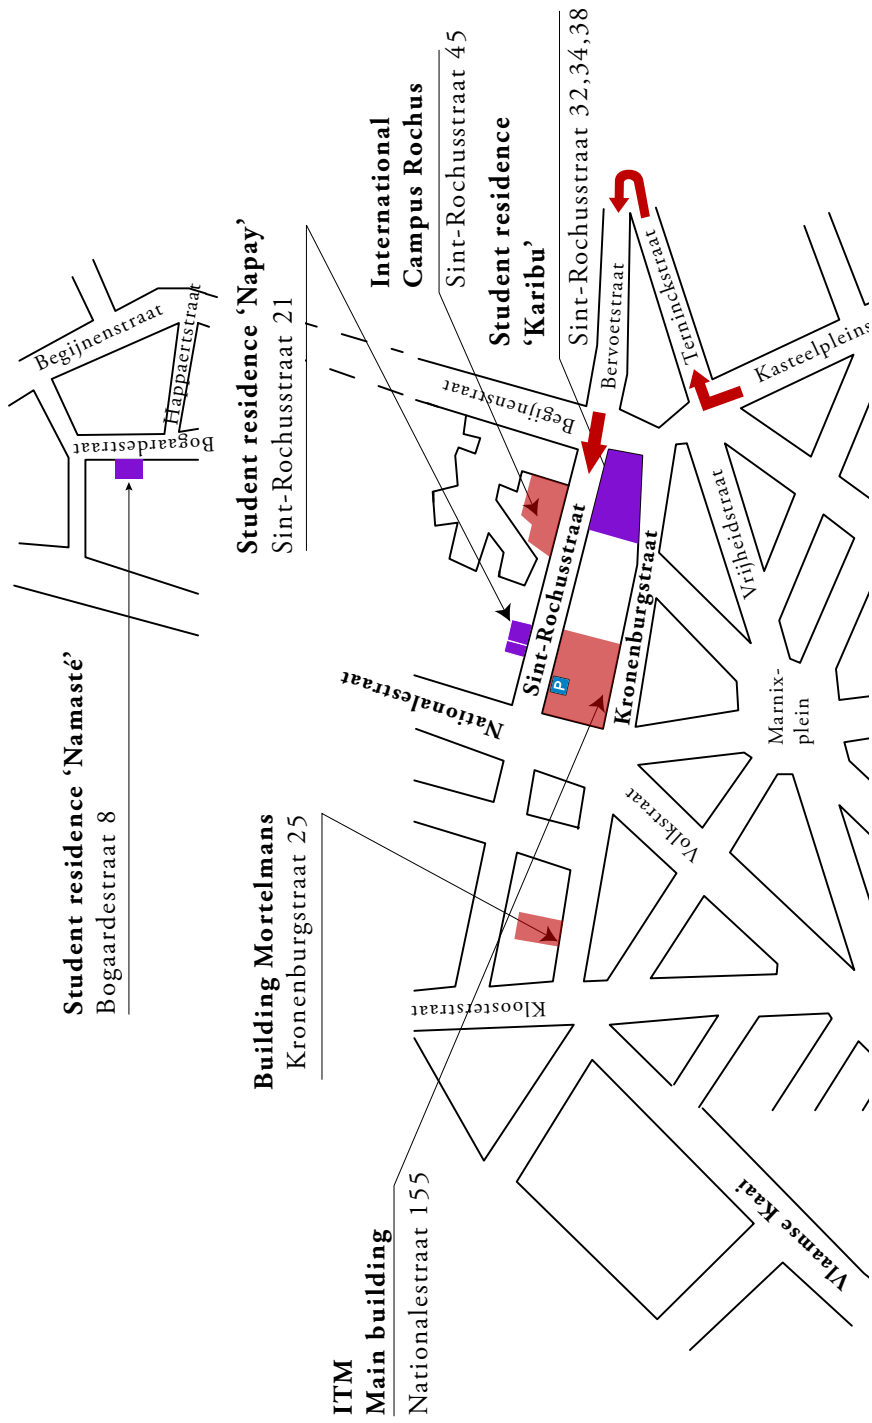 Student residence ‘Namasté’
Bogaardestraat 8
Begijnenstraat
Happaertstraat
Bogaardestraat
Student residence ‘Napay’
Sint-Rochusstraat 21
Building Mortelmans
Kronenburgstraat 25
ITM
Main building
Nationalestraat 155
International
Campus Rochus
Sint-Rochusstraat 45
Student residence
‘Karibu’
Sint-Rochusstraat 32,34,38
Nationalestraat
Begijnenstraat
Kloosterstraat
Sint-Rochusstraat
P
Bervoetstraat
Kronenburgstraat
Volkstraat
Terninckstraat
Vrijheidstraat
Kasteelpleins
Marnix-
plein
Vlaamse Kaai